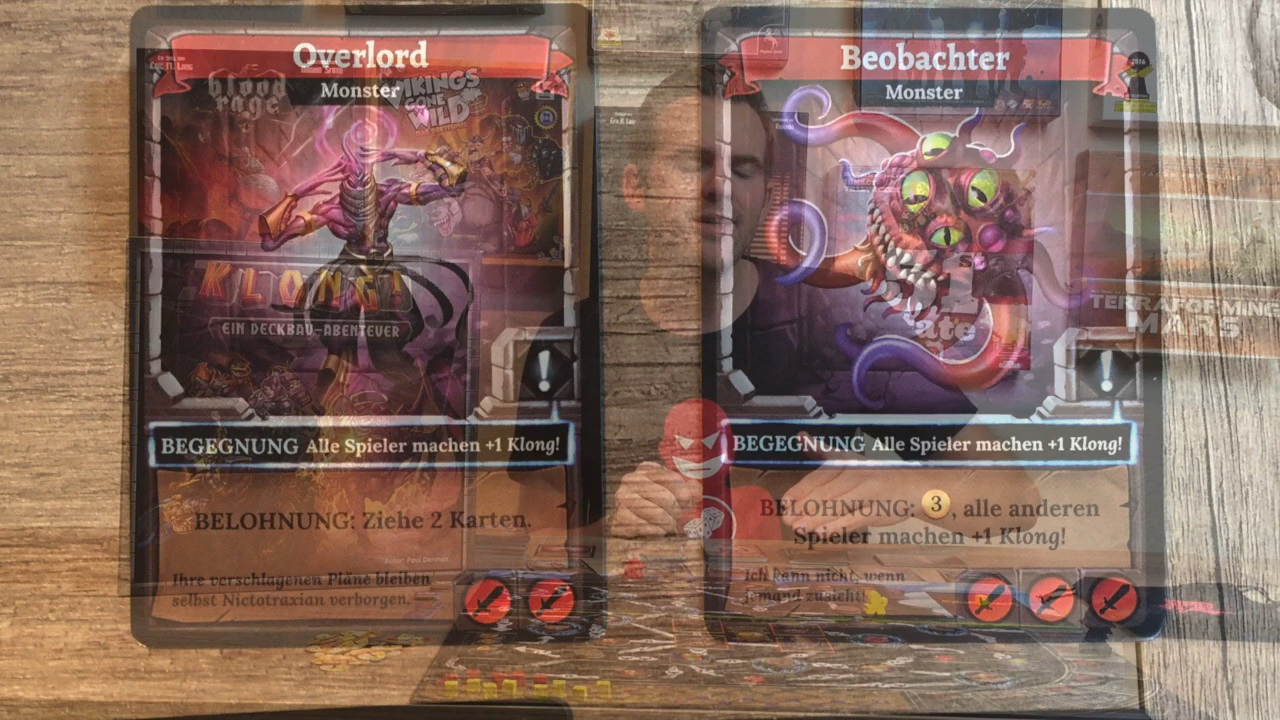 Overlord
Monster
blood
rage
VIKINGS
GONE
WILD
KLONG!
EIN DECKBAU-ABENTEUER
BEGEGNUNG Alle Spieler machen +1 Klong!
BELOHNUNG: Ziehe 2 Karten.
Ihre verschlagenen Pläne bleiben
selbst Nictotraxian verborgen.
Beobachter
Monster
2016
BEGEGNUNG Alle Spieler machen +1 Klong!
BELOHNUNG: 3, alle anderen
Spieler machen +1 Klong!
Ich kann nicht, wenn
jemand zusieht!
TERRAFORMING
MARS